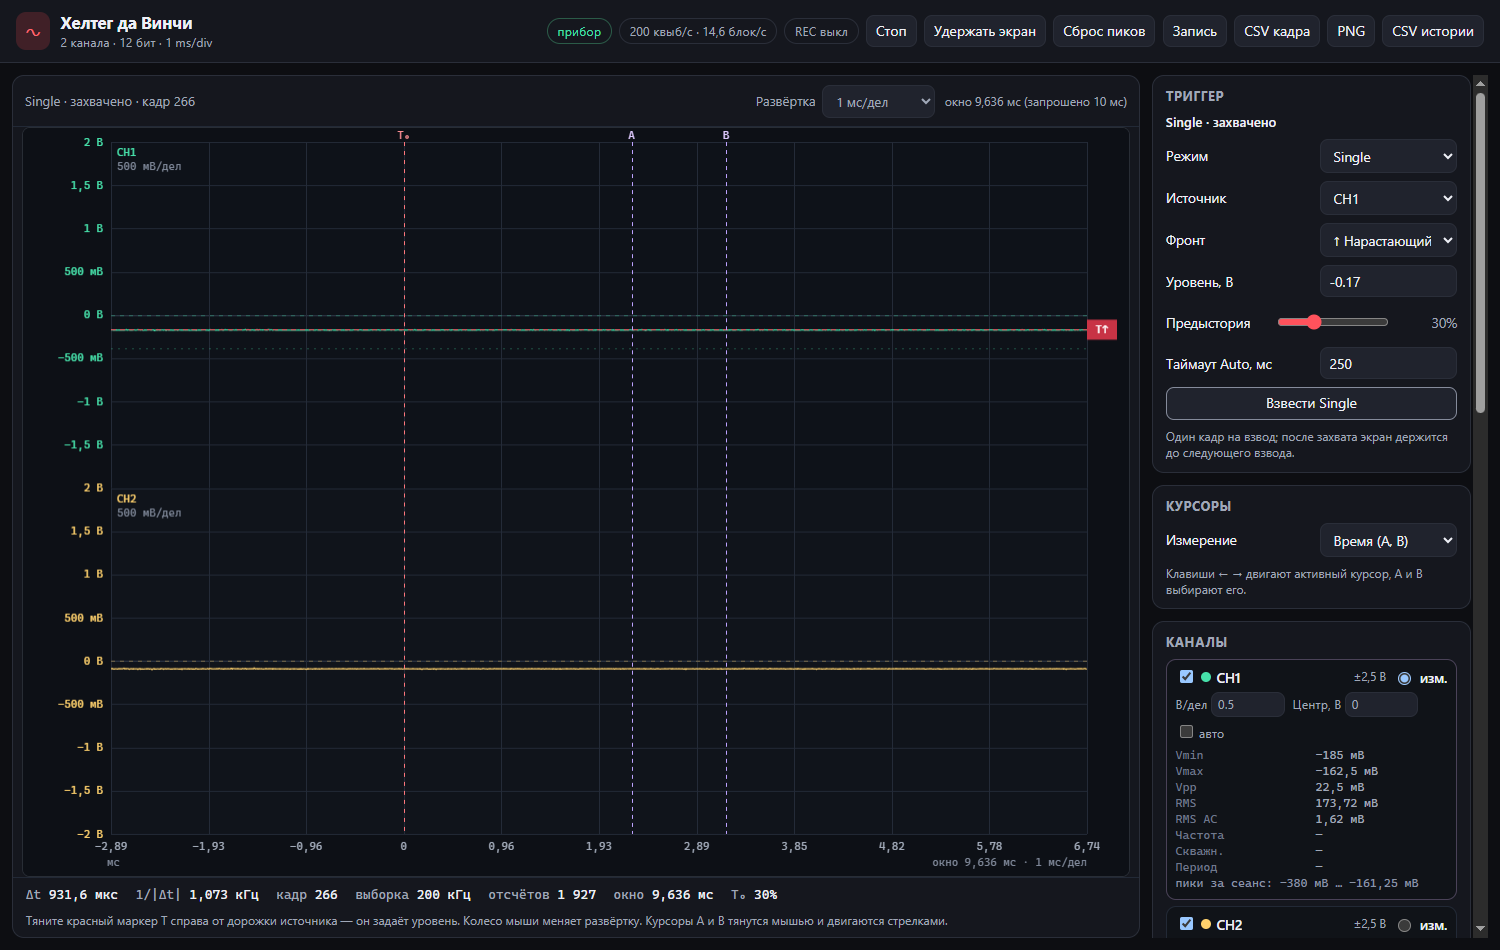 Хелтег да Винчи
2 канала · 12 бит · 1 ms/div
прибор
200 квыб/с · 14,6 блок/с
REC выкл
Стоп
Удержать экран
Сброс пиков
Запись
CSV кадра
PNG
CSV истории
Single · захвачено · кадр 266
Развёртка
1 мс/дел
окно 9,636 мс (запрошено 10 мс)
T₀
A
B
CH1
500 мВ/дел
2 В
1,5 В
1 В
500 мВ
0 В
−500 мВ
−1 В
−1,5 В
T↑
CH2
500 мВ/дел
2 В
1,5 В
1 В
500 мВ
0 В
−500 мВ
−1 В
−1,5 В
−2 В
−2,89
−1,93
−0,96
0
0,96
1,93
2,89
3,85
4,82
5,78
6,74
мс
окно 9,636 мс · 1 мс/дел
Δt 931,6 мкс 1/|Δt| 1,073 кГц кадр 266 выборка 200 кГц отсчётов 1 927 окно 9,636 мс T₀ 30%
Тяните красный маркер T справа от дорожки источника — он задаёт уровень. Колесо мыши меняет развёртку. Курсоры A и B тянутся мышью и двигаются стрелками.
ТРИГГЕР
Single · захвачено
Режим
Single
Источник
CH1
Фронт
↑ Нарастающий
Уровень, В
-0.17
Предыстория
30%
Таймаут Auto, мс
250
Взвести Single
Один кадр на взвод; после захвата экран держится
до следующего взвода.
КУРСОРЫ
Измерение
Время (A, B)
Клавиши ← → двигают активный курсор, A и B
выбирают его.
КАНАЛЫ
CH1
±2,5 В
изм.
В/дел
0.5
Центр, В
0
авто
Vmin −185 мВ
Vmax −162,5 мВ
Vpp 22,5 мВ
RMS 173,72 мВ
RMS AC 1,62 мВ
Частота —
Скважн. —
Период —
пики за сеанс: −380 мВ … −161,25 мВ
CH2
±2,5 В
изм.